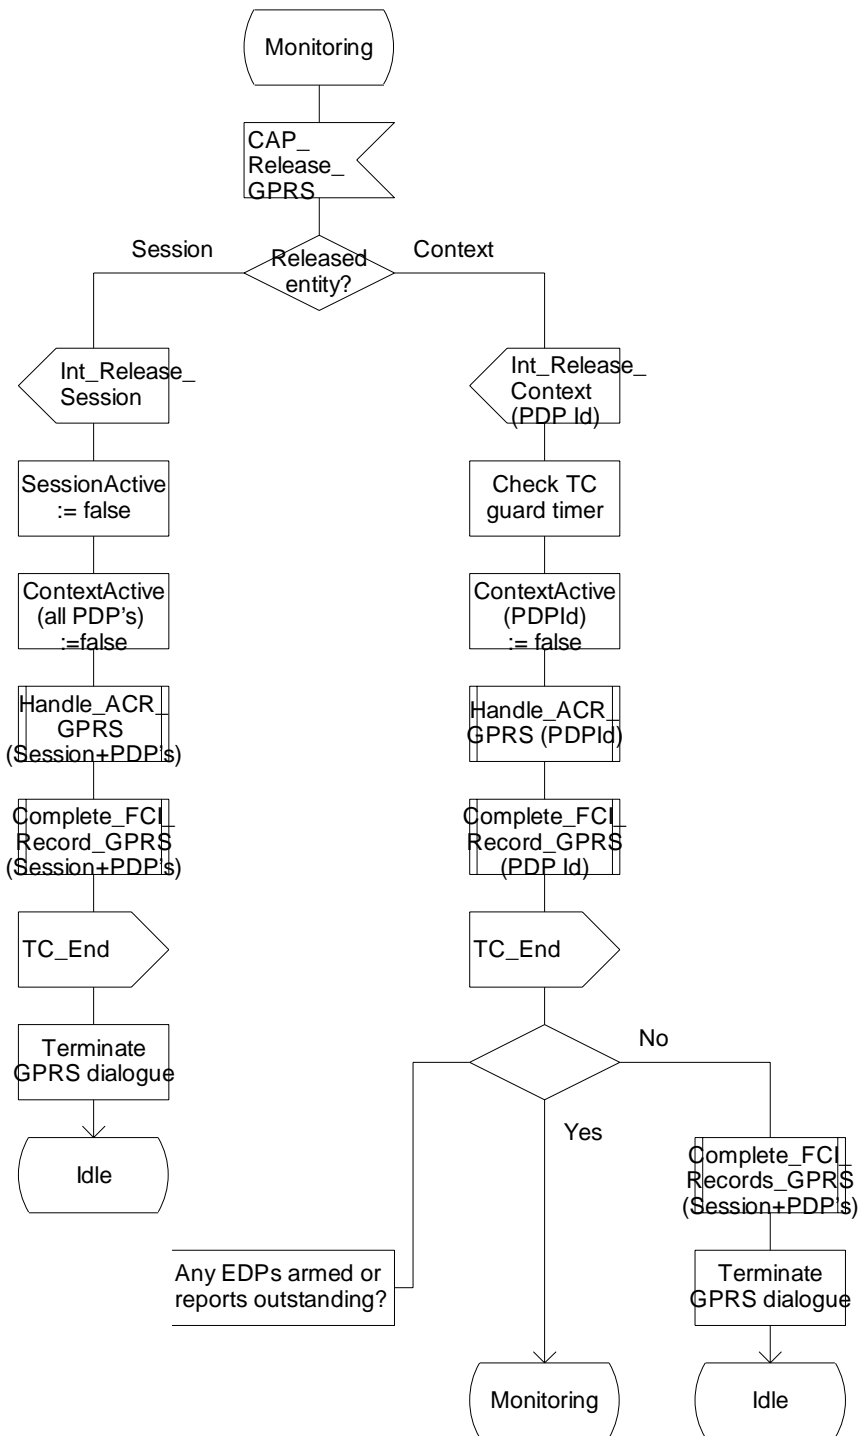 Monitoring
CAP_
Release_
GPRS
Session
Released
entity?
Context
Int_Release_
Session
Int_Release_
Context
(PDP Id)
SessionActive
:= false
Check TC
guard timer
ContextActive
(all PDP's)
:=false
ContextActive
(PDPId)
:= false
Handle_ACR_
GPRS
(Session+PDP's)
Handle_ACR_
GPRS (PDPId)
Complete_FCI_
Record_GPRS
(Session+PDP's)
Complete_FCI_
Record_GPRS
(PDP Id)
TC_End
TC_End
Terminate
GPRS dialogue
No
Yes
Idle
Complete_FCI_
Records_GPRS
(Session+PDP's)
Any EDPs armed or
reports outstanding?
Terminate
GPRS dialogue
Monitoring
Idle